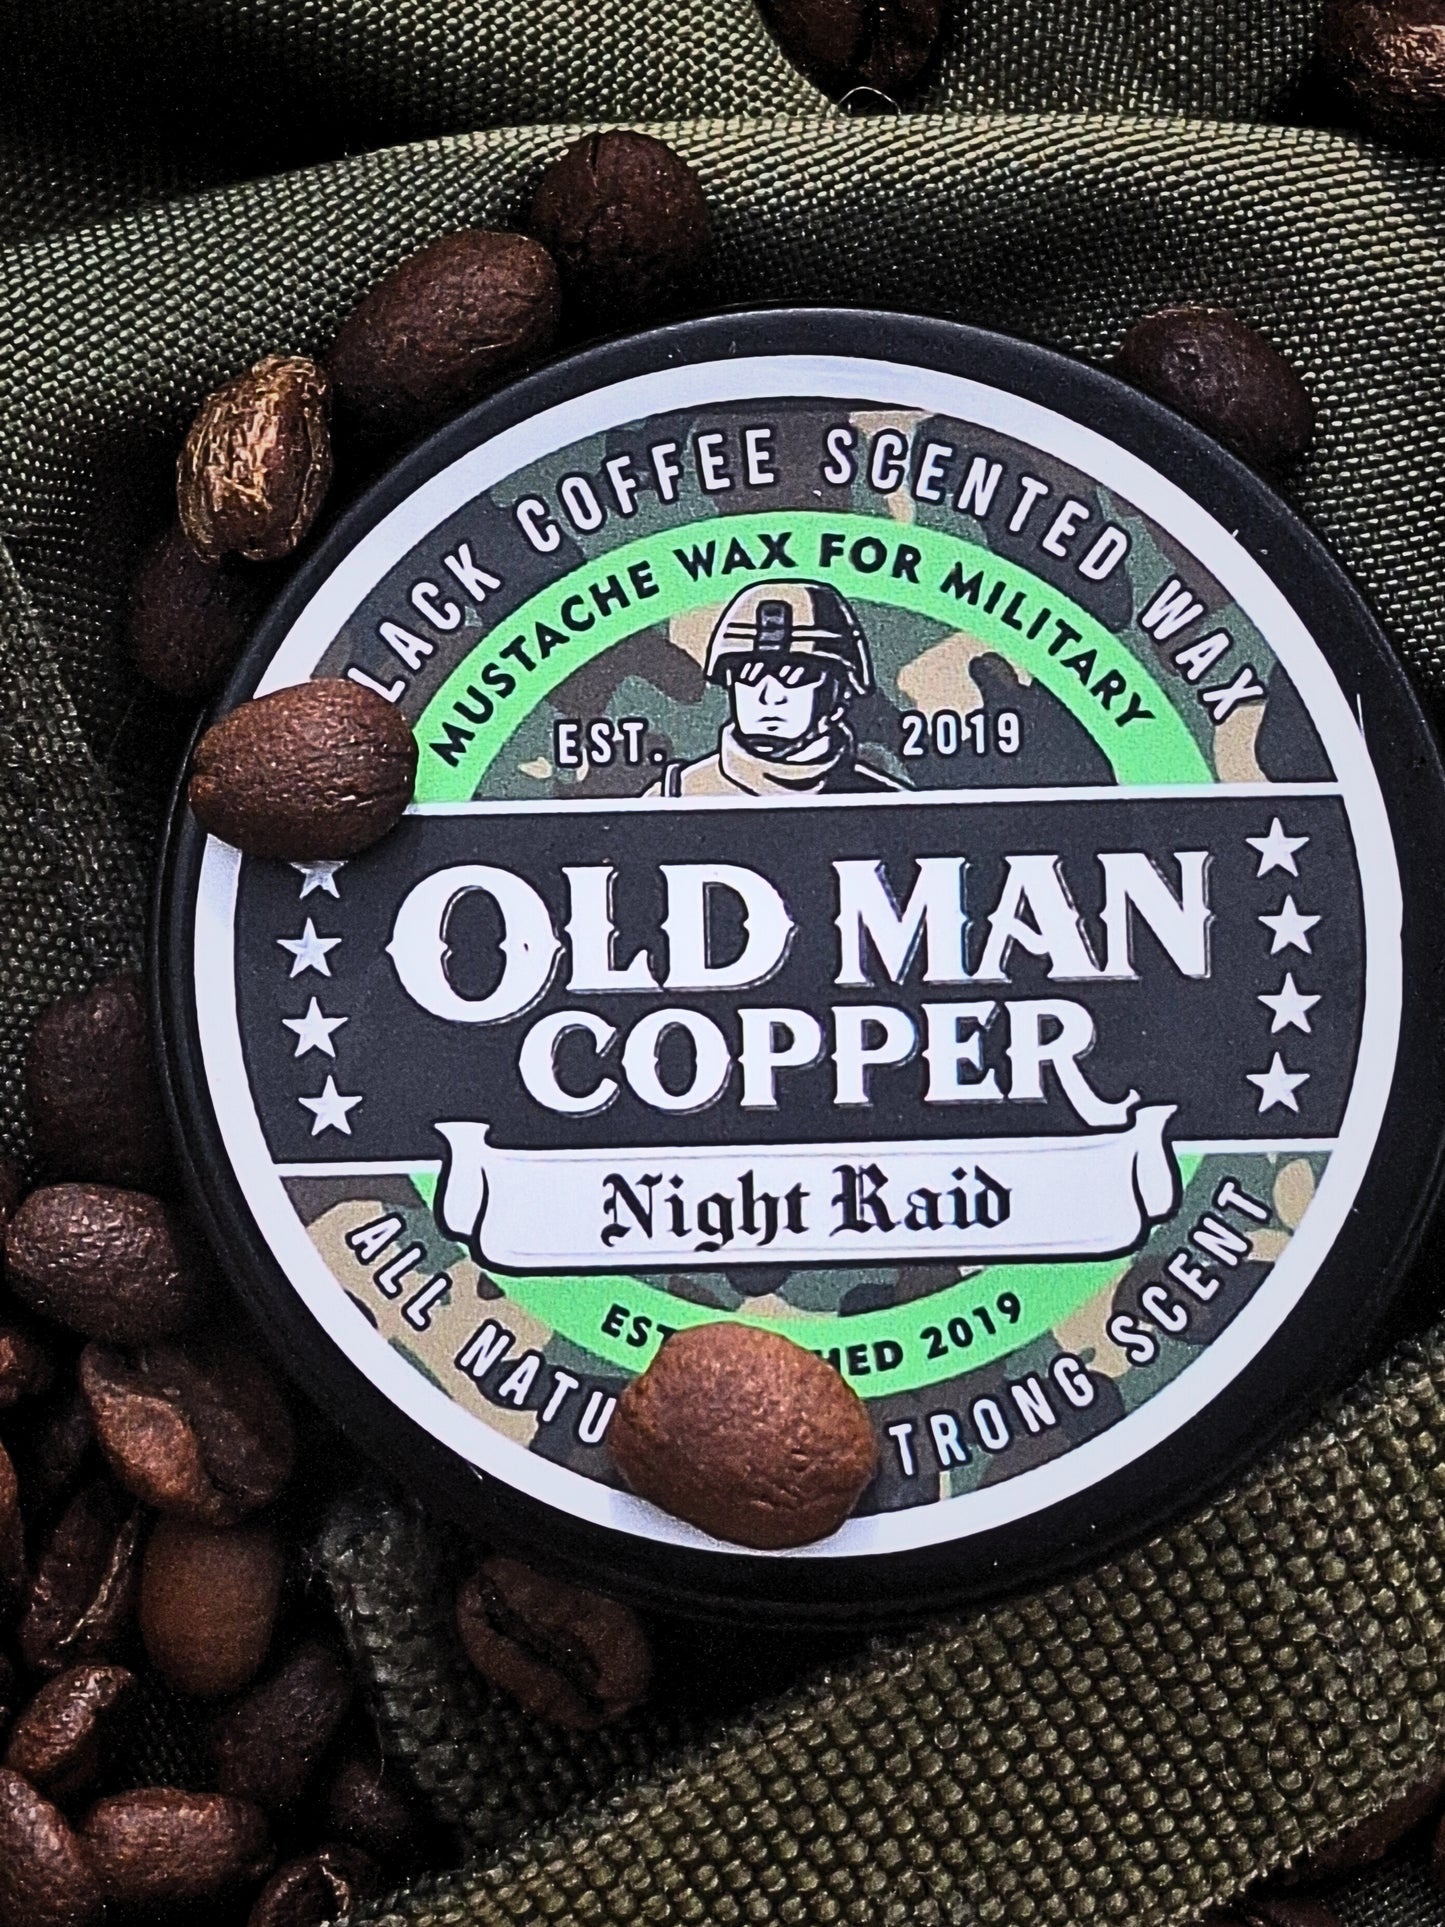 LACK COFFEE SCENTED WAX
MUSTACHE WAX FOR MILITARY
EST. 2019
OLD MAN
COPPER
Night Raid
EST HED 2019
ALL NATU TRONG SCENT